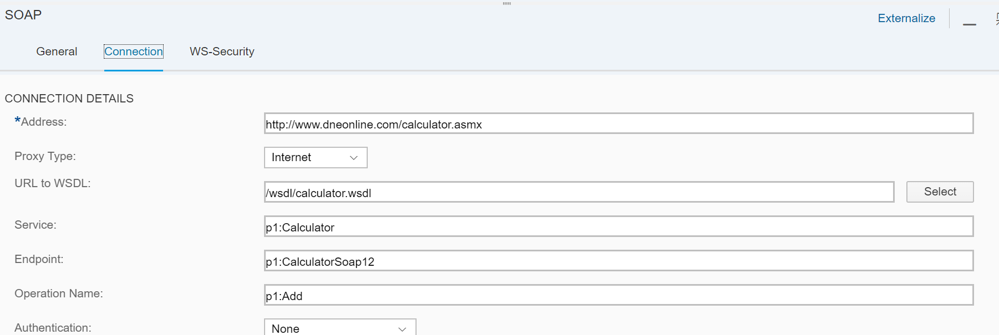 SOAP
Externalize
General Connection WS-Security
CONNECTION DETAILS
*Address: http://www.dneonline.com/calculator.asmx
Proxy Type: Internet
URL to WSDL: /wsdl/calculator.wsdl Select
Service: p1:Calculator
Endpoint: p1:CalculatorSoap12
Operation Name: p1:Add
Authentication: None